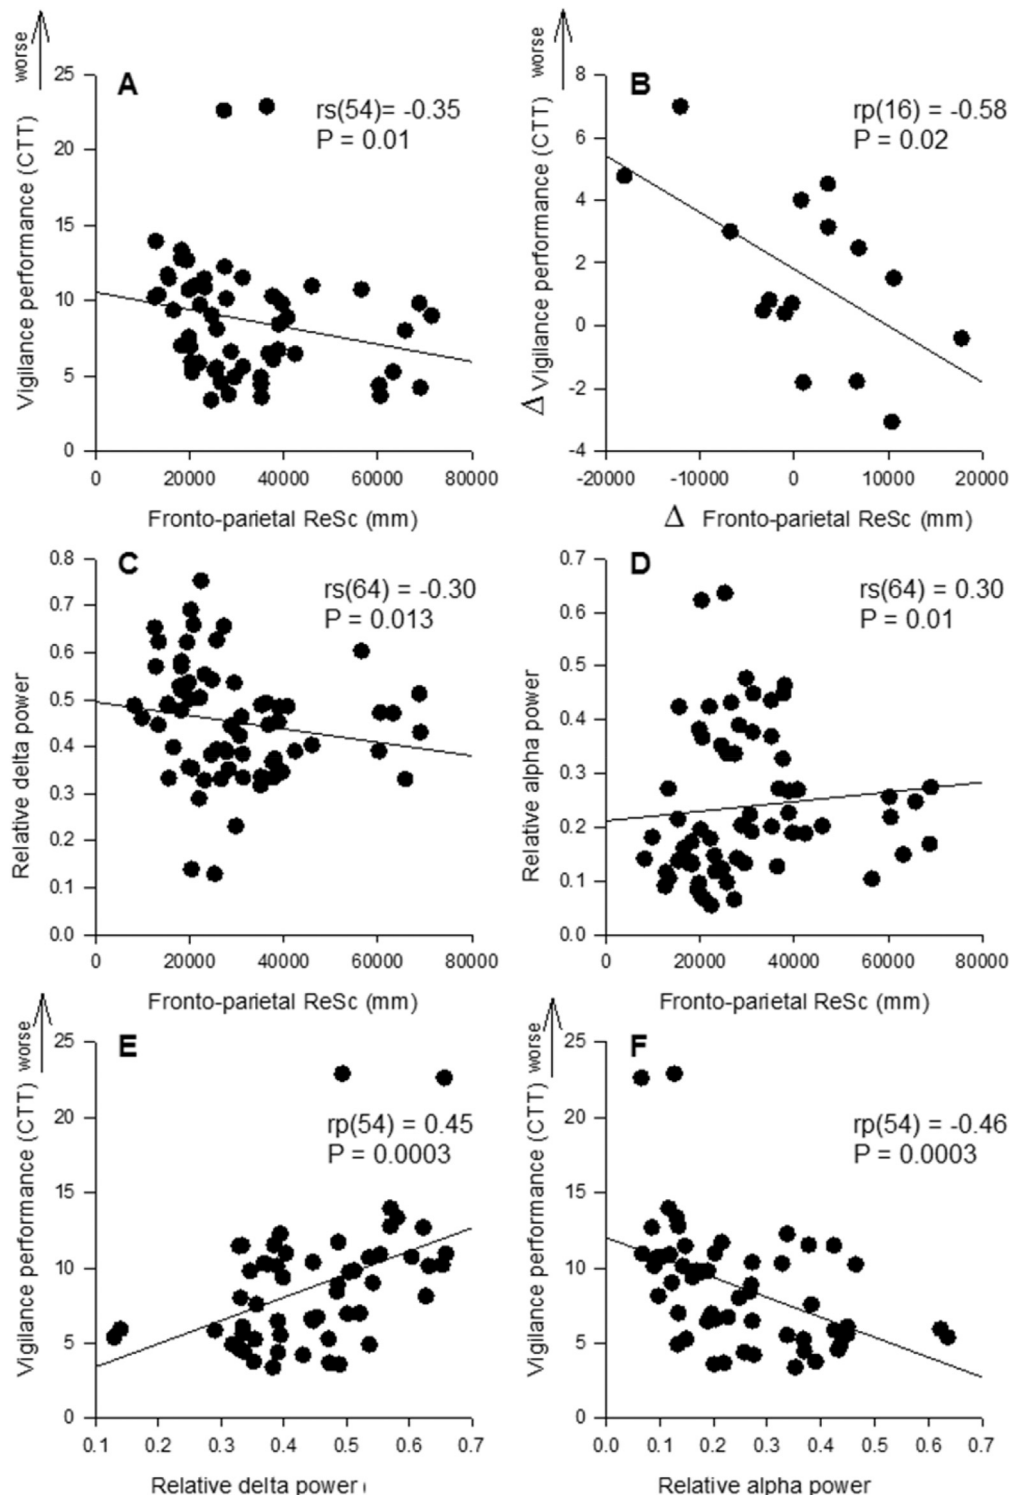 worse
A
rs(54)= -0.35
P = 0.01
Vigilance performance (CTT)
25
20
15
10
5
0
0 20000 40000 60000 80000
Fronto-parietal ReSc (mm)
worse
B
rp(16) = -0.58
P = 0.02
Δ Vigilance performance (CTT)
8
6
4
2
0
-2
-4
-20000 -10000 0 10000 20000
Δ Fronto-parietal ReSc (mm)
C
rs(64) = -0.30
P = 0.013
Relative delta power
0.8
0.7
0.6
0.5
0.4
0.3
0.2
0.1
0.0
0 20000 40000 60000 80000
Fronto-parietal ReSc (mm)
D
rs(64) = 0.30
P = 0.01
Relative alpha power
0.7
0.6
0.5
0.4
0.3
0.2
0.1
0.0
0 20000 40000 60000 80000
Fronto-parietal ReSc (mm)
worse
E
rp(54) = 0.45
P = 0.0003
Vigilance performance (CTT)
25
20
15
10
5
0
0.1 0.2 0.3 0.4 0.5 0.6 0.7
Relative delta power
worse
F
rp(54) = -0.46
P = 0.0003
Vigilance performance (CTT)
25
20
15
10
5
0
0.0 0.1 0.2 0.3 0.4 0.5 0.6 0.7
Relative alpha power